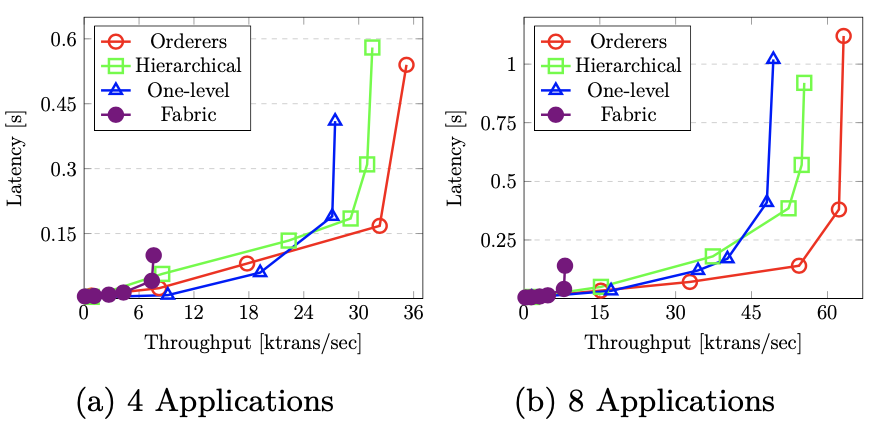 Latency [s]
0.6
0.45
0.3
0.15
Orderers
Hierarchical
One-level
Fabric
0 6 12 18 24 30 36
Throughput [ktrans/sec]
(a) 4 Applications
Latency [s]
1
0.75
0.5
0.25
Orderers
Hierarchical
One-level
Fabric
0 15 30 45 60
Throughput [ktrans/sec]
(b) 8 Applications